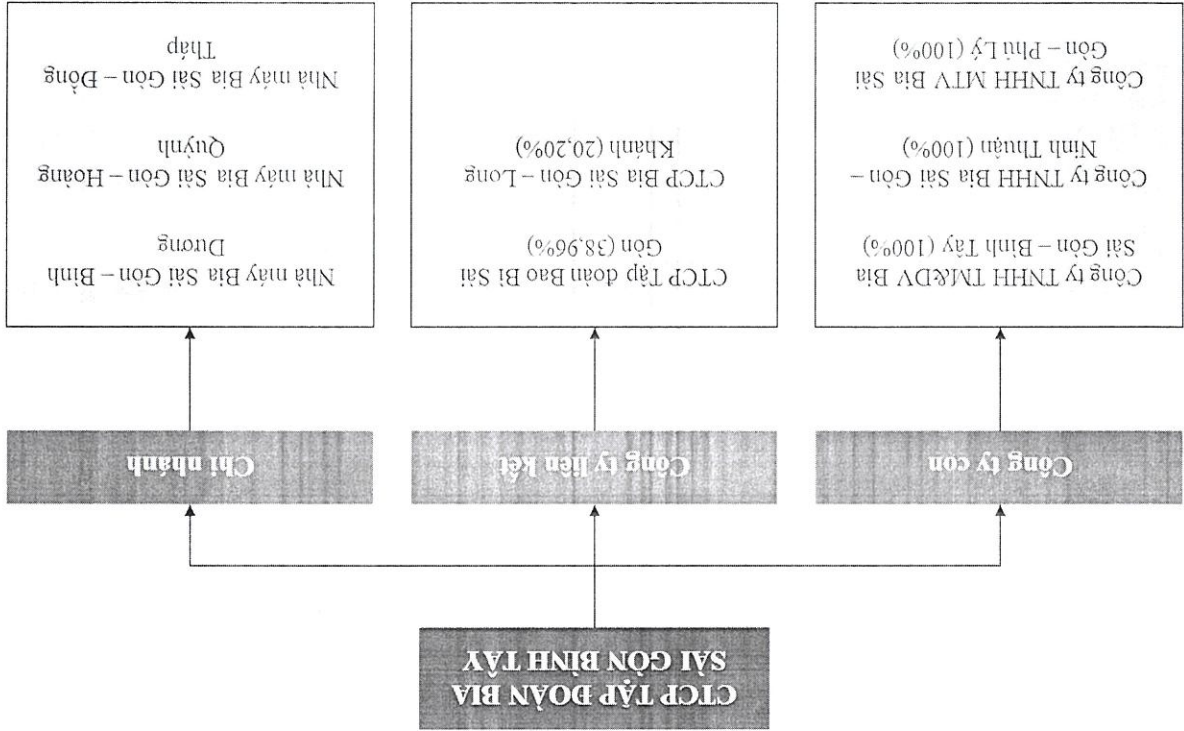 CTCP TẬP ĐOÀN BIA
SÀI GÒN BÌNH TÂY
Công ty con
Công ty liên kết
Chi nhánh
Công ty TNHH TM&DV Bia
Sài Gòn – Bình Tây (100%)
Công ty TNHH Bia Sài Gòn –
Ninh Thuận (100%)
Công ty TNHH MTV Bia Sài
Gòn – Phủ Lý (100%)
CTCP Tập đoàn Bao Bì Sài
Gòn (38,96%)
CTCP Bia Sài Gòn – Long
Khánh (20,20%)
Nhà máy Bia Sài Gòn – Bình
Dương
Nhà máy Bia Sài Gòn – Hoàng
Quỳnh
Nhà máy Bia Sài Gòn – Đồng
Tháp